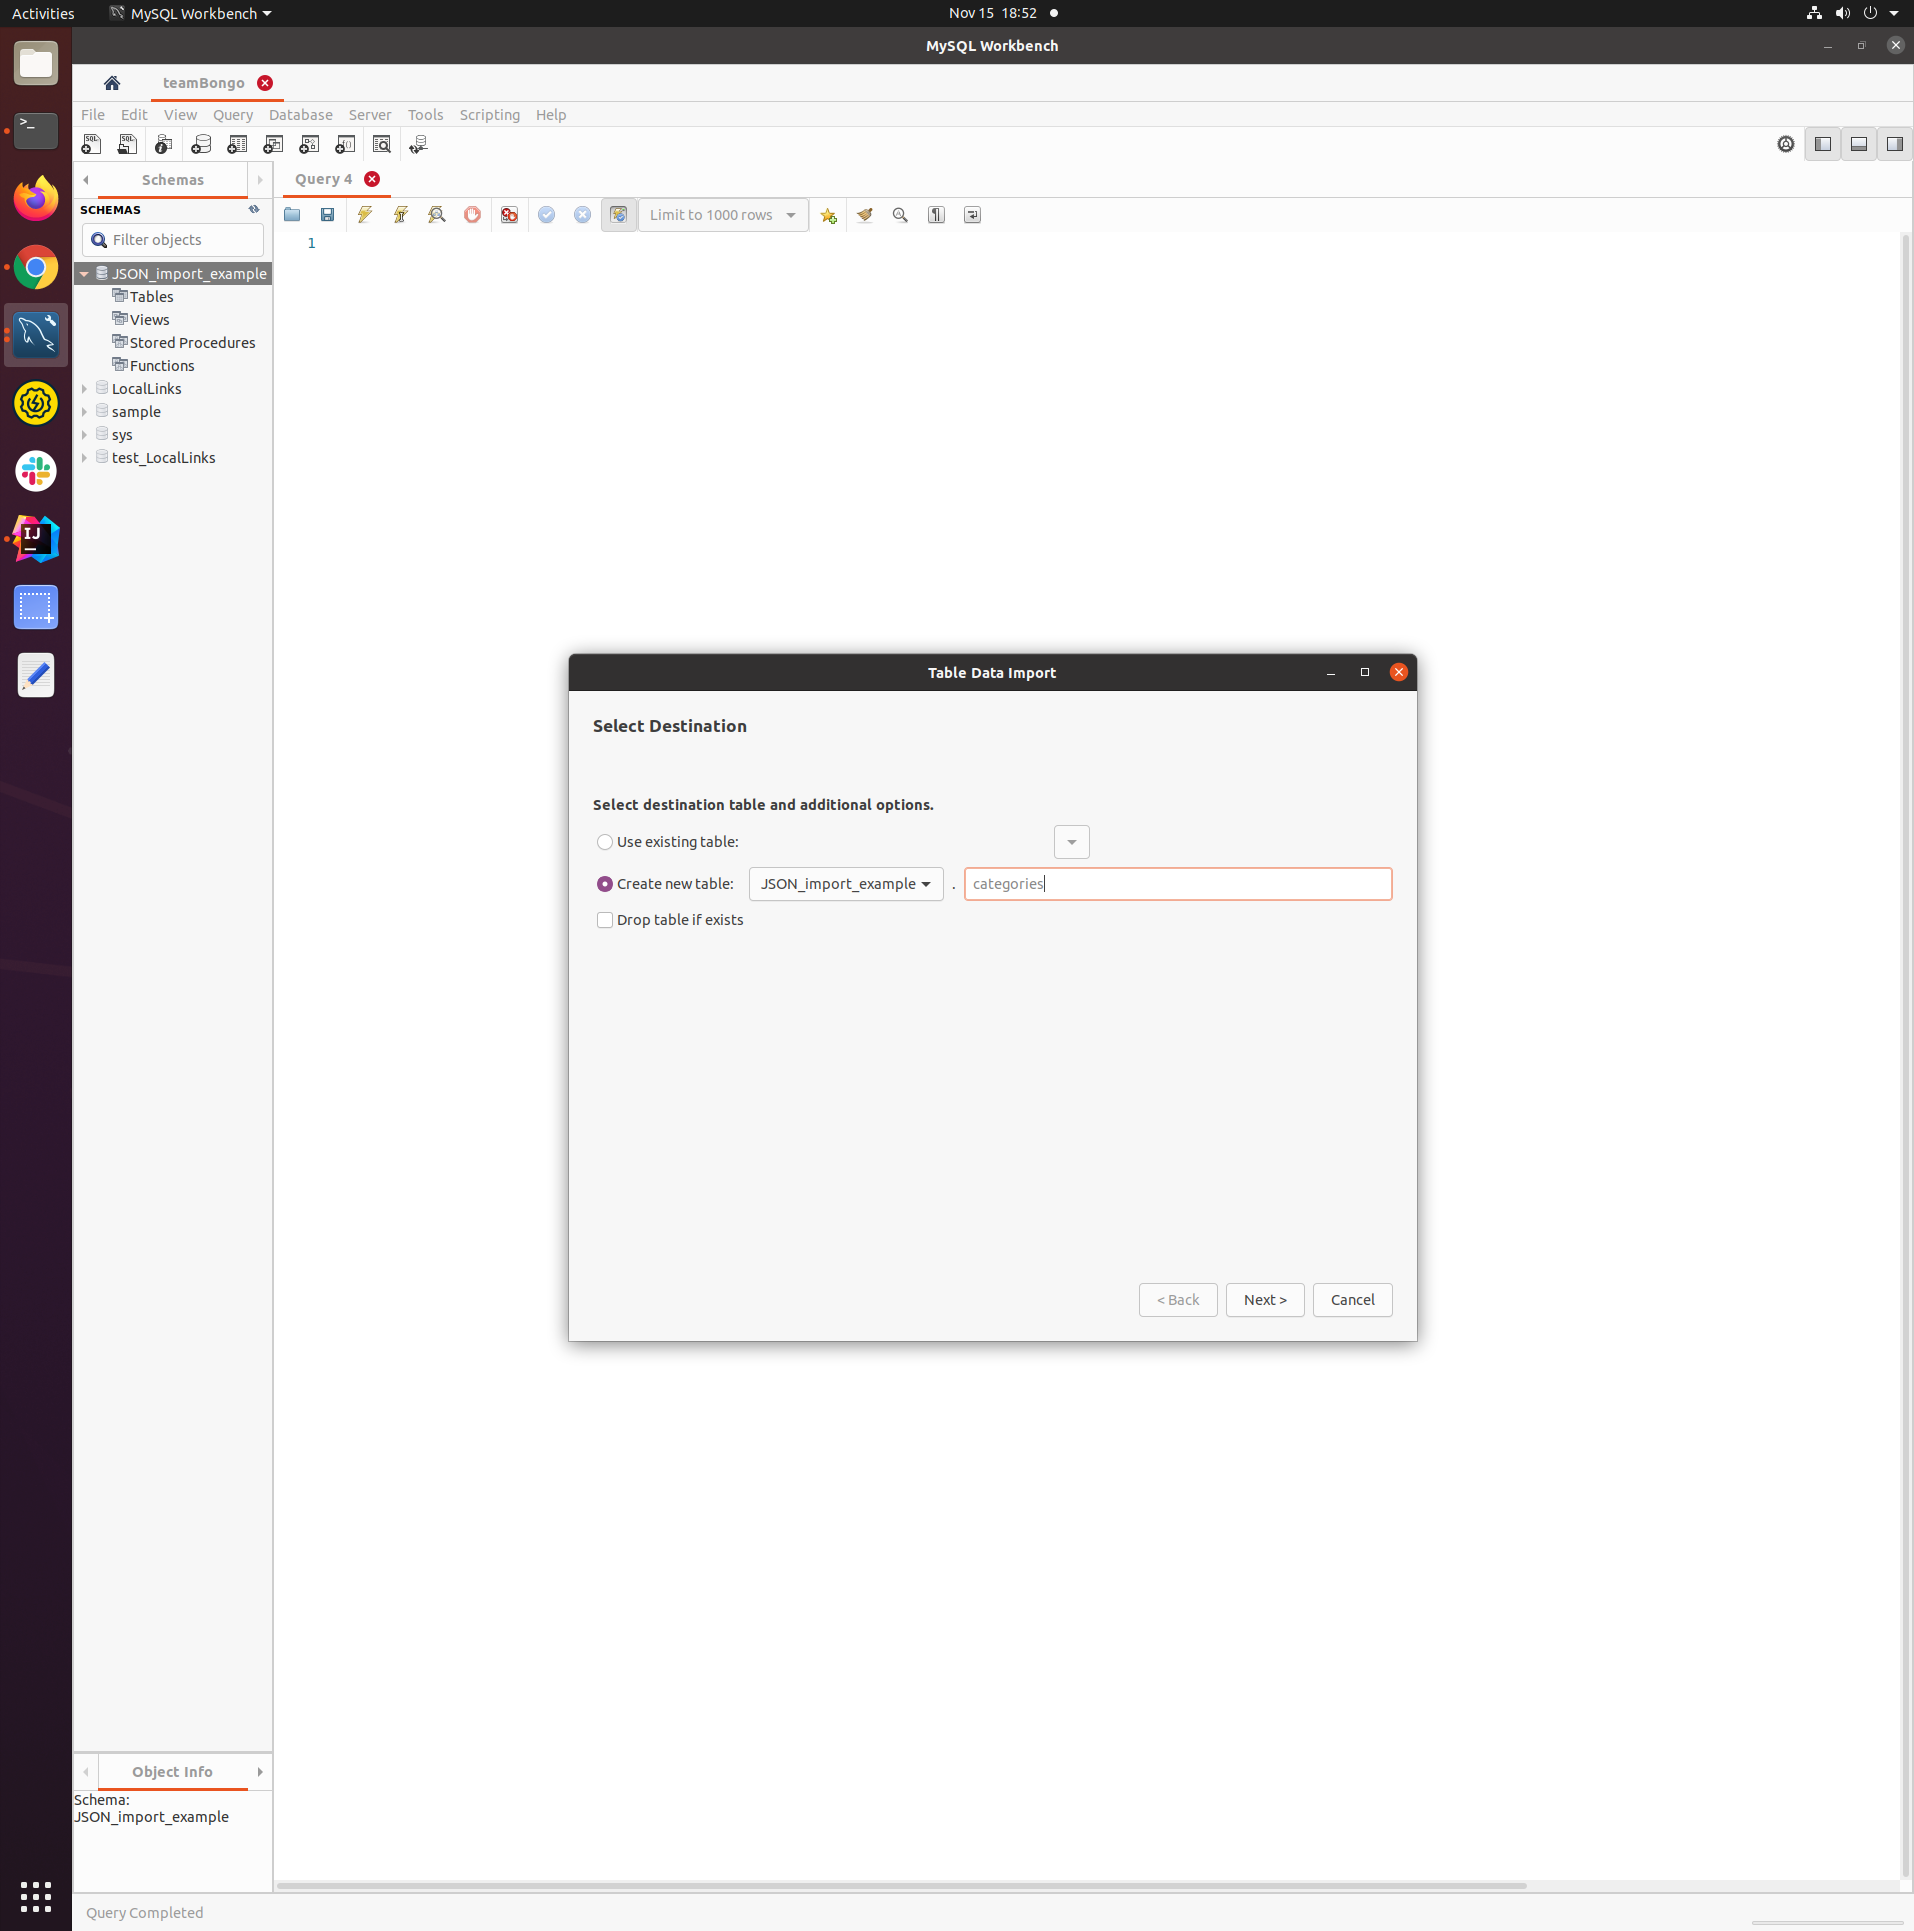 Activities MySQL Workbench Nov 15 18:52
MySQL Workbench
teamBongo
File Edit View Query Database Server Tools Scripting Help
Schemas Query 4
SCHEMAS Limit to 1000 rows
Filter objects 1
JSON_import_example
Tables
Views
Stored Procedures
Functions
LocalLinks
sample
sys
test_LocalLinks
Table Data Import
Select Destination
Select destination table and additional options.
Use existing table:
Create new table: JSON_import_example . categories
Drop table if exists
< Back Next > Cancel
Object Info
Schema:
JSON_import_example
Query Completed